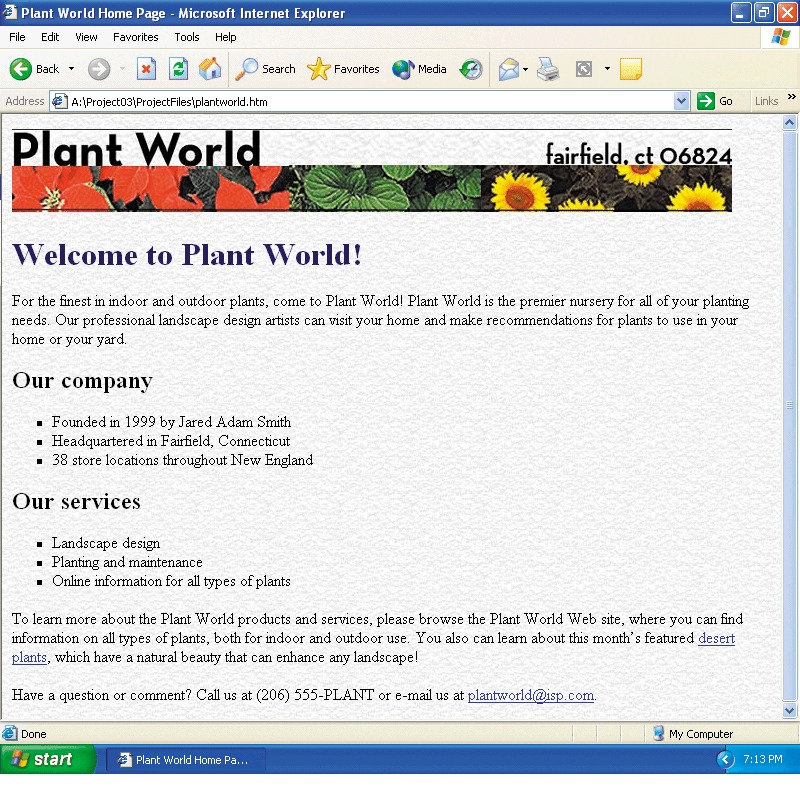 Plant World Home Page - Microsoft Internet Explorer
File Edit View Favorites Tools Help
Back Search Favorites Media
Address A:\Project03\ProjectFiles\plantworld.htm Go Links »
Plant World fairfield, ct 06824
Welcome to Plant World!
For the finest in indoor and outdoor plants, come to Plant World! Plant World is the premier nursery for all of your planting
needs. Our professional landscape design artists can visit your home and make recommendations for plants to use in your
home or your yard.
Our company
Founded in 1999 by Jared Adam Smith
Headquartered in Fairfield, Connecticut
38 store locations throughout New England
Our services
Landscape design
Planting and maintenance
Online information for all types of plants
To learn more about the Plant World products and services, please browse the Plant World Web site, where you can find
information on all types of plants, both for indoor and outdoor use. You also can learn about this month’s featured desert
plants, which have a natural beauty that can enhance any landscape!
Have a question or comment? Call us at (206) 555-PLANT or e-mail us at plantworld@isp.com.
Done My Computer
start Plant World Home Pa... 7:13 PM